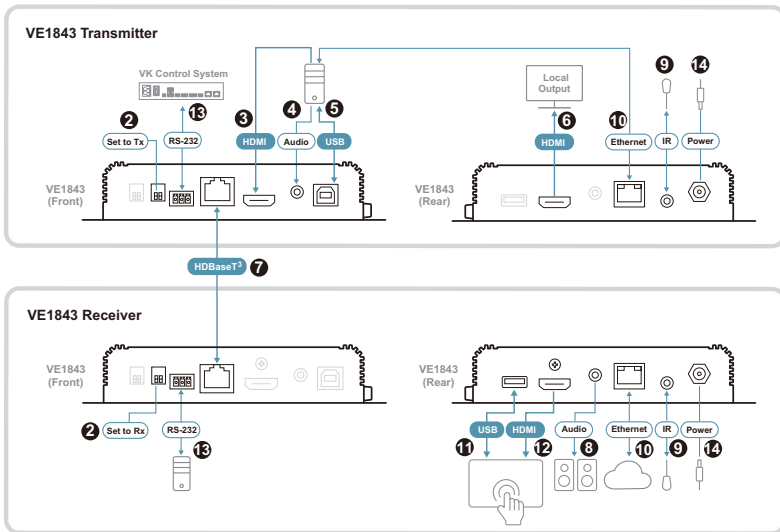 VE1843 Transmitter
VK Control System
2
13
3
4
5
Local
Output
6
10
9
14
Set to Tx
RS-232
HDMI
Audio
USB
HDMI
Ethernet
IR
Power
VE1843
(Front)
VE1843
(Rear)
HDBaseT3
7
VE1843 Receiver
VE1843
(Front)
VE1843
(Rear)
2
Set to Rx
RS-232
13
USB
HDMI
Audio
Ethernet
IR
Power
11
12
8
10
9
14